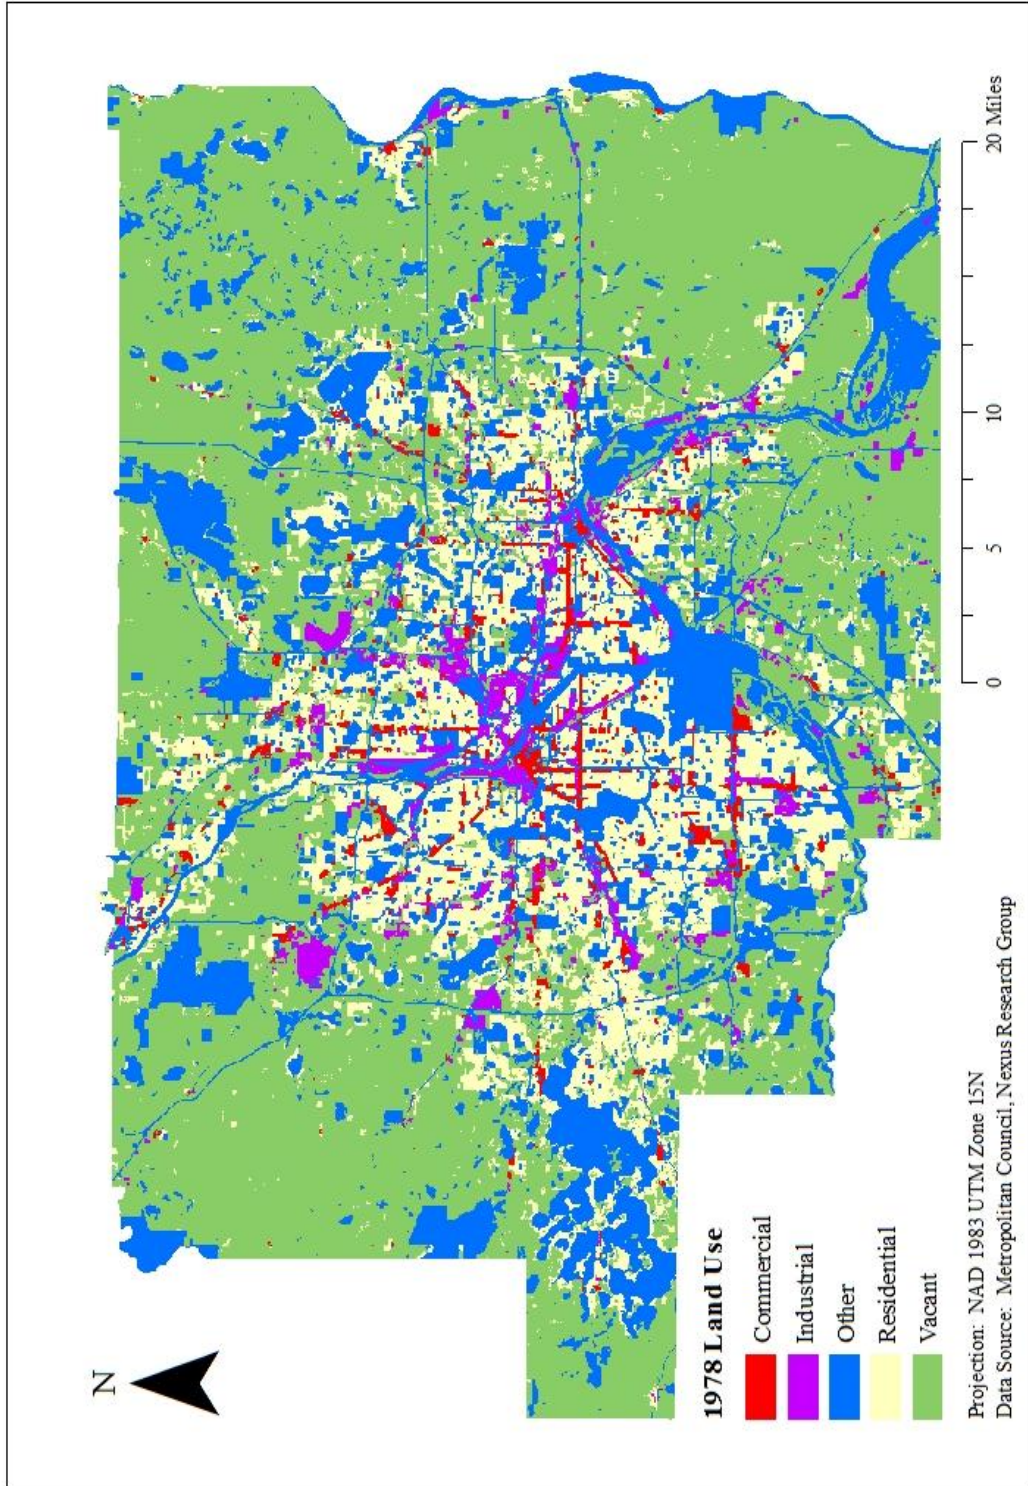 N
1978 Land Use
Commercial
Industrial
Other
Residential
Vacant
Projection: NAD 1983 UTM Zone 15N
Data Source: Metropolitan Council, Nexus Research Group
0 5 10 20 Miles